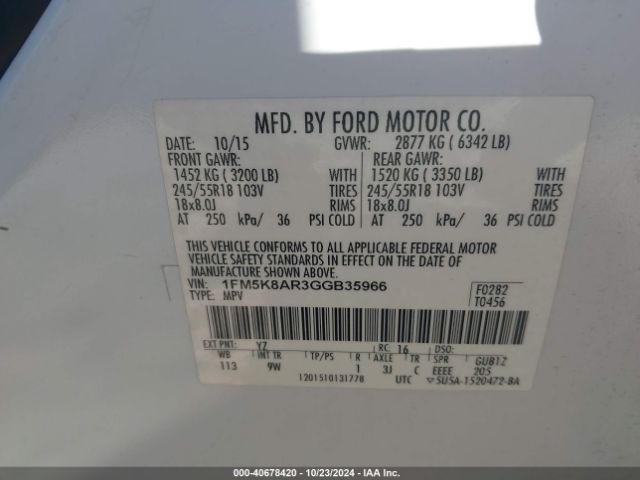 MFD. BY FORD MOTOR CO.
DATE: 10/15 GVWR: 2877 KG ( 6342 LB)
FRONT GAWR: REAR GAWR:
1452 KG ( 3200 LB) WITH 1520 KG ( 3350 LB) WITH
245/55R18 103V TIRES 245/55R18 103V TIRES
18x8.0J RIMS 18x8.0J RIMS
AT 250 kPa/ 36 PSI COLD AT 250 kPa/ 36 PSI COLD
THIS VEHICLE CONFORMS TO ALL APPLICABLE FEDERAL MOTOR
VEHICLE SAFETY STANDARDS IN EFFECT ON THE DATE OF
MANUFACTURE SHOWN ABOVE.
VIN: 1FM5K8AR3GGB35966 F0282
TYPE: MPV T0456
EXT PNT: YZ RC: 16 DSO:
WB INT TR TP/PS R AXLE TR SPR GUB1Z
113 9W 1 3J C EEEE 205
1201510131778 UTC ▽5U5A-1520472-BA
000-40678420 - 10/23/2024 - IAA, Inc.